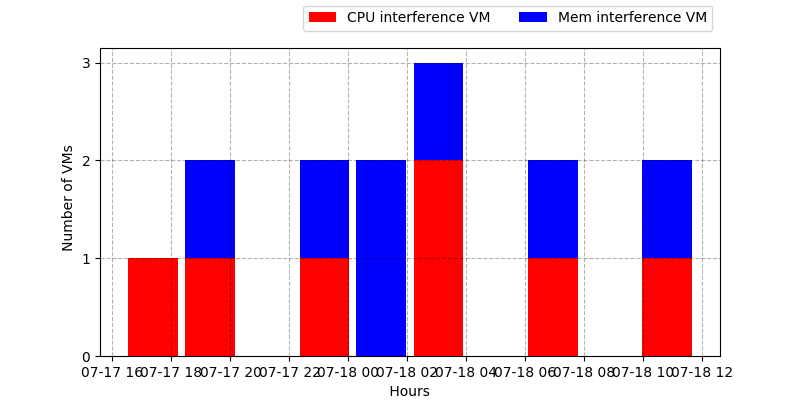 CPU interference VM Mem interference VM
3
2
1
0
Number of VMs
07-17 16 07-17 18 07-17 20 07-17 22 07-18 00 07-18 02 07-18 04 07-18 06 07-18 08 07-18 10 07-18 12
Hours